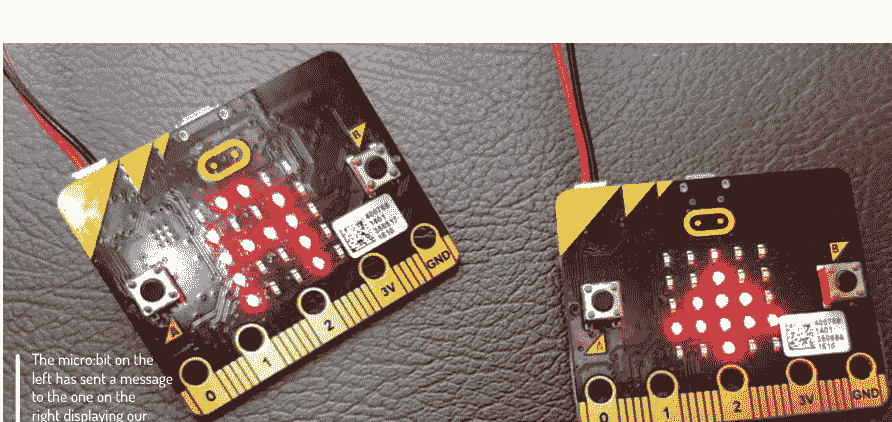 B
A
0
1
2
3V
GND
B
A
0
1
2
3V
GND
The micro:bit on the
left has sent a message
to the one on the
right displaying our